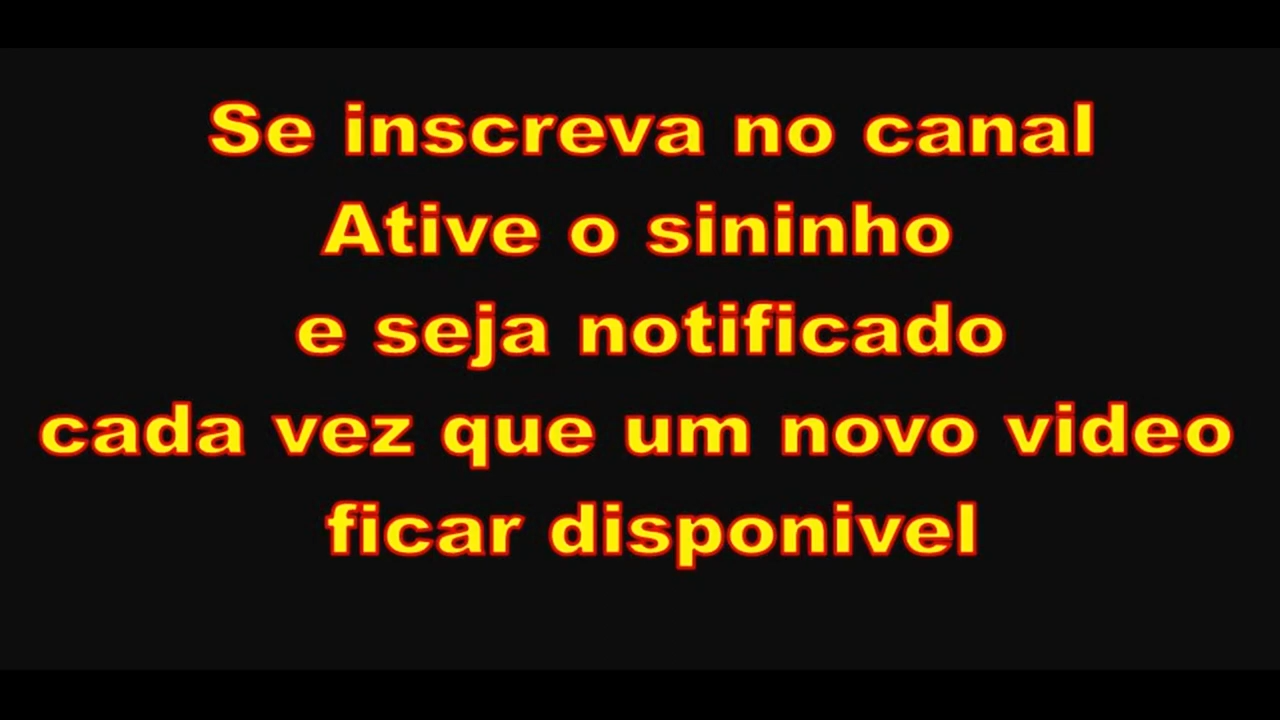 Se inscreva no canal
Ative o sininho
e seja notificado
cada vez que um novo video
ficar disponivel